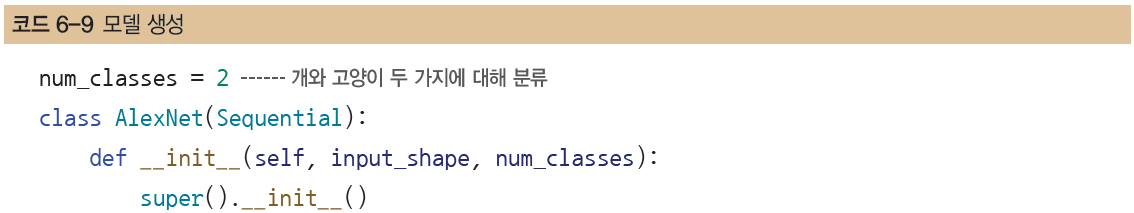 코드 6-9 모델 생성
num_classes = 2 ------ 개와 고양이 두 가지에 대해 분류
class AlexNet(Sequential):
    def __init__(self, input_shape, num_classes):
        super().__init__()